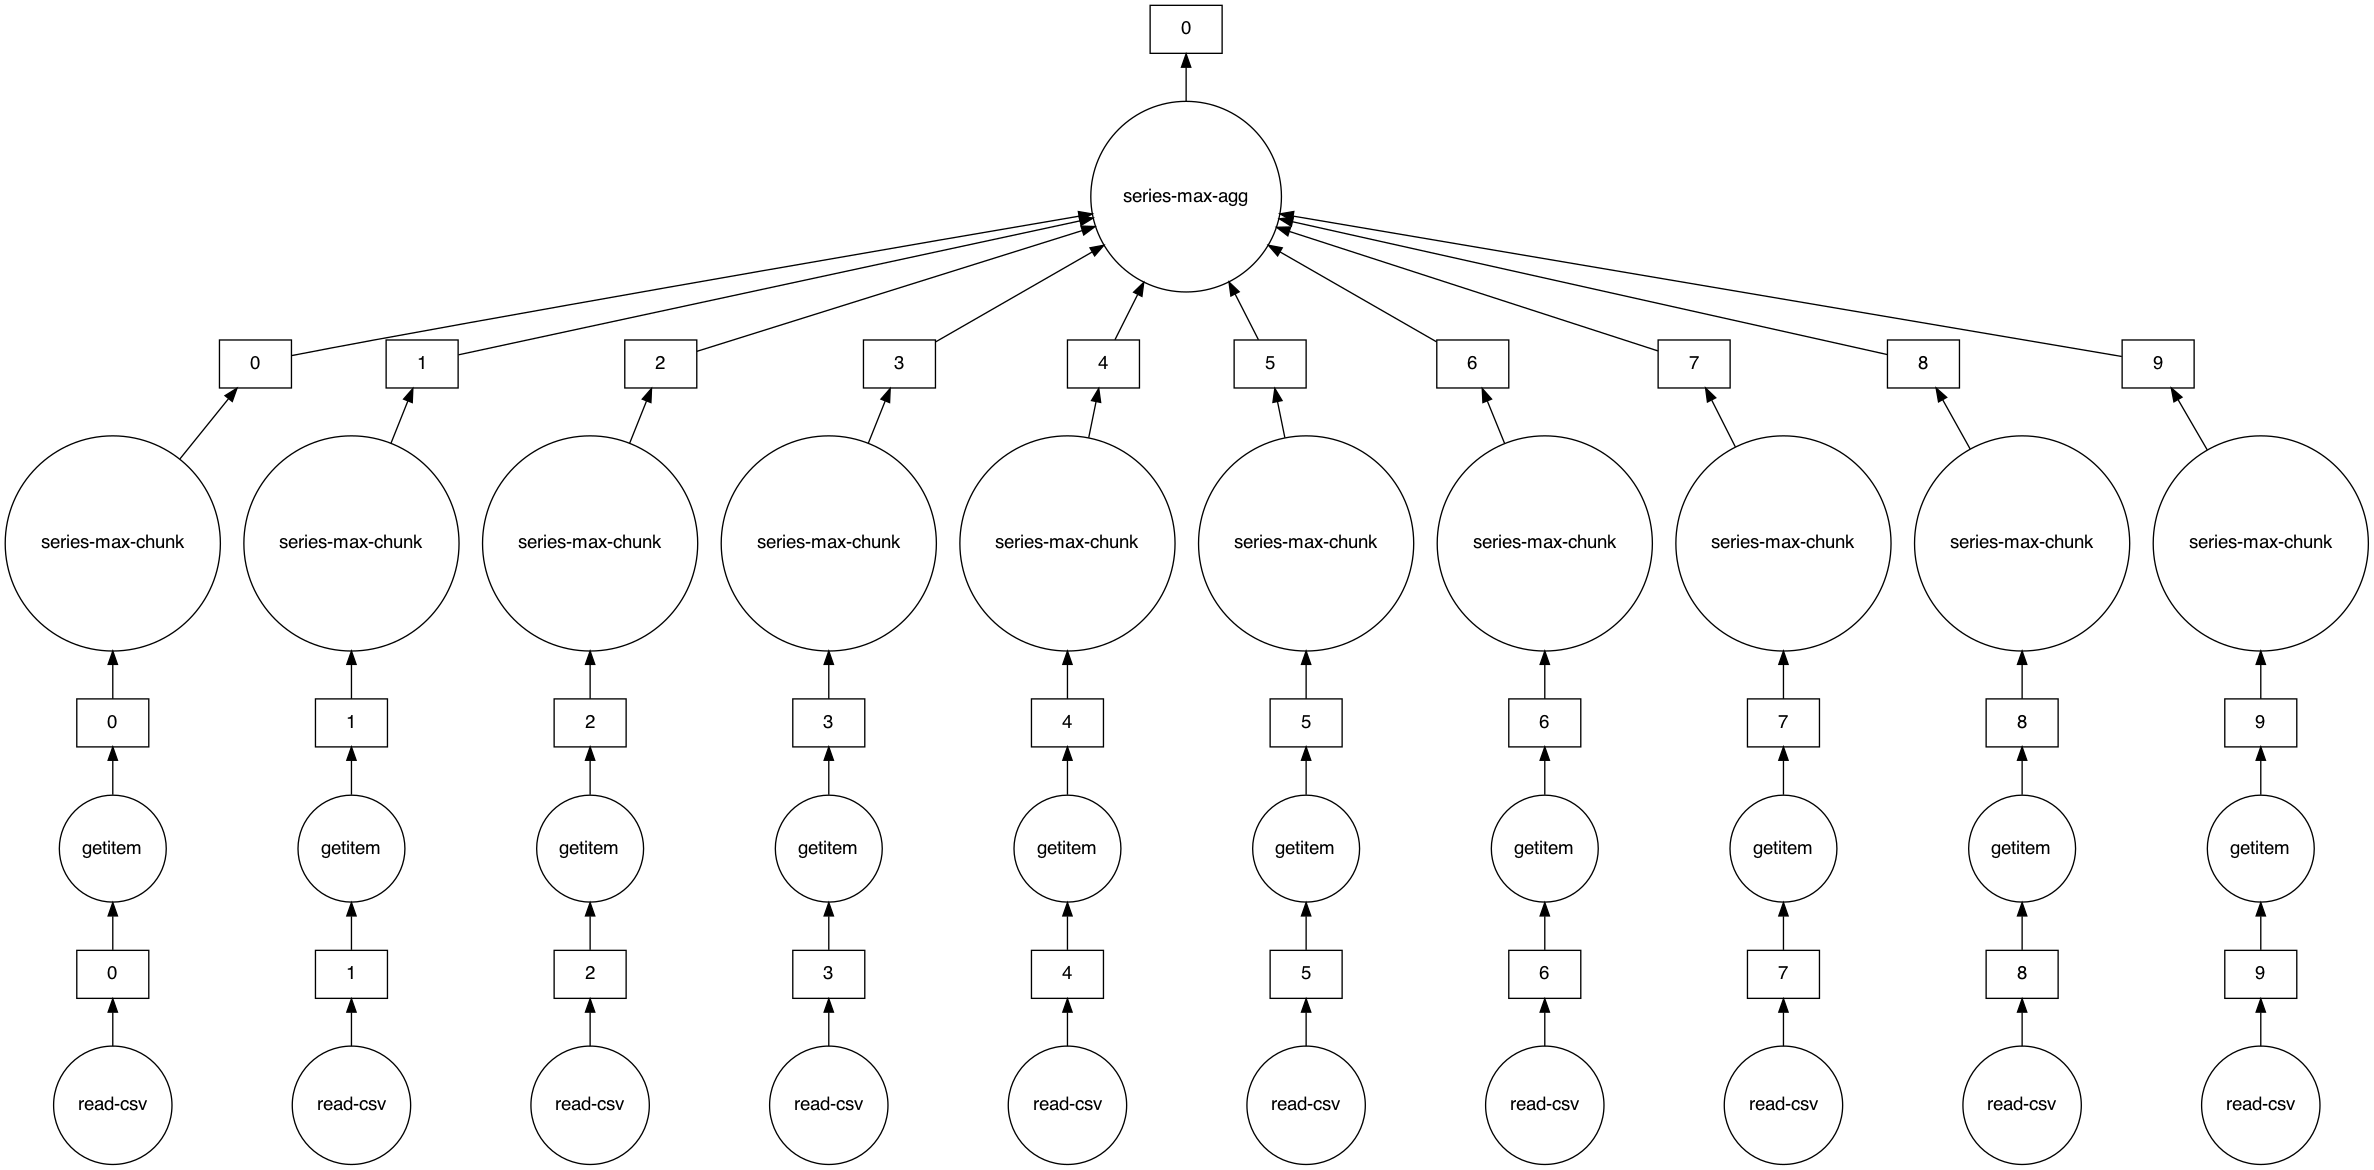 0
series-max-agg
0 1 2 3 4 5 6 7 8 9
series-max-chunk series-max-chunk series-max-chunk series-max-chunk series-max-chunk series-max-chunk series-max-chunk series-max-chunk series-max-chunk series-max-chunk
0 1 2 3 4 5 6 7 8 9
getitem getitem getitem getitem getitem getitem getitem getitem getitem getitem
0 1 2 3 4 5 6 7 8 9
read-csv read-csv read-csv read-csv read-csv read-csv read-csv read-csv read-csv read-csv